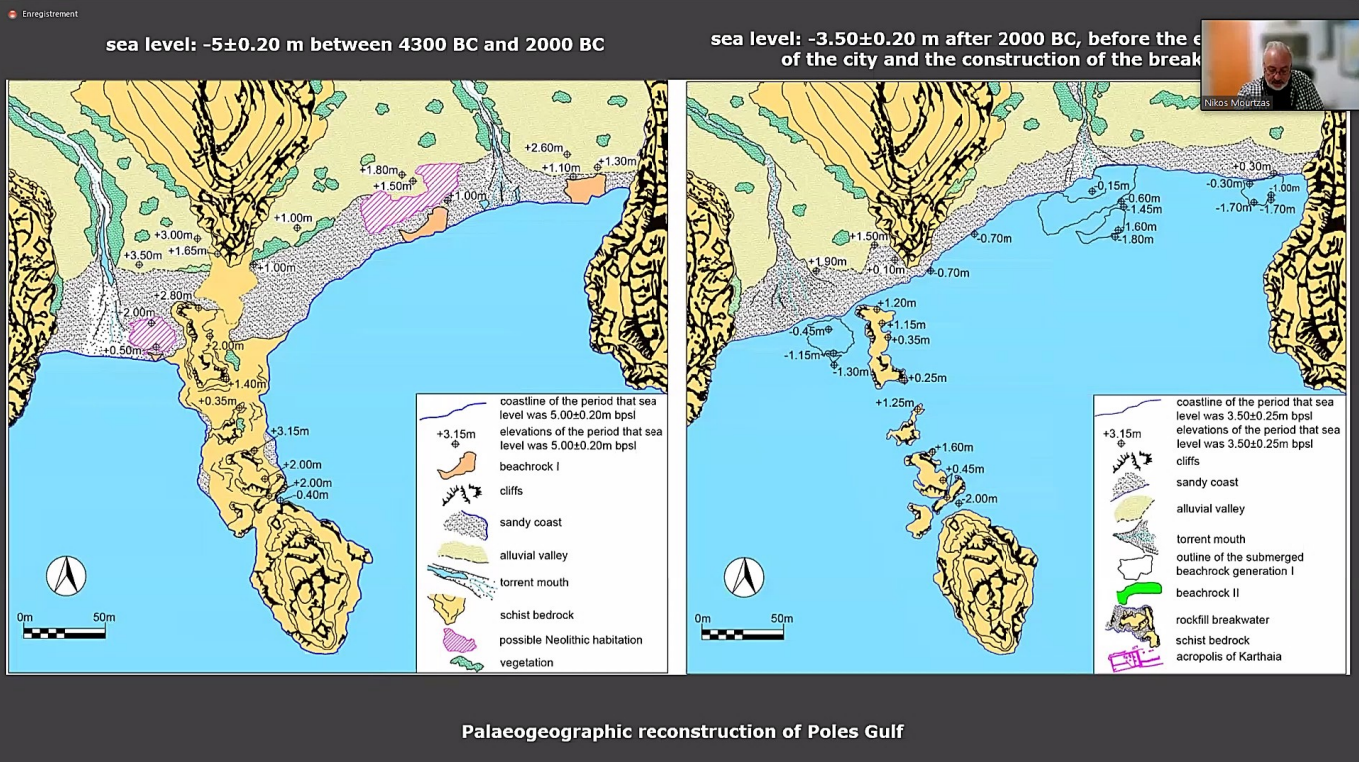 Enregistrement
sea level: -5±0.20 m between 4300 BC and 2000 BC
sea level: -3.50±0.20 m after 2000 BC, before the
of the city and the construction of the
Nikos Mourtzas
+2.60m
+1.30m
+1.10m
+1.80m
+1.50m
+1.00m
+1.00m
+3.00m
+1.65m
+3.50m
+1.00m
+2.80m
+2.00m
+0.50m
+2.00m
+1.40m
+0.35m
+3.15m
+2.00m
+2.00m
-0.40m
coastline of the period that sea
level was 5.00±0.20m bpsl
elevations of the period that sea
level was 5.00±0.20m bpsl
+3.15m
beachrock I
cliffs
sandy coast
alluvial valley
torrent mouth
schist bedrock
possible Neolithic habitation
vegetation
0m 50m
+0.30m
-0.30m
-1.00m
-1.70m
-1.70m
-0,15m
-0.60m
-1.45m
-1.60m
-1.80m
-0.70m
+1.50m
+1.90m
+0.10m
-0.70m
+1.20m
+1.15m
+0.35m
-0.45m
-1.15m
-1.30m
+0.25m
+1.25m
+1.60m
+0.45m
-2.00m
coastline of the period that sea
level was 3.50±0.25m bpsl
elevations of the period that sea
level was 3.50±0.25m bpsl
+3.15m
cliffs
sandy coast
alluvial valley
torrent mouth
outline of the submerged
beachrock generation I
beachrock II
rockfill breakwater
schist bedrock
acropolis of Karthaia
0m 50m
Palaeogeographic reconstruction of Poles Gulf